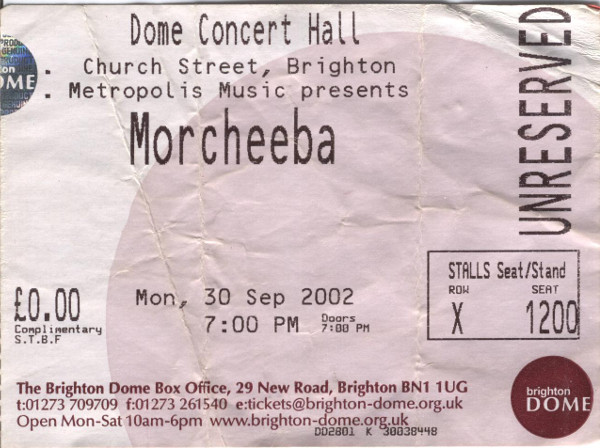 Dome Concert Hall
. Church Street, Brighton
. Metropolis Music presents
Morcheeba
UNRESERVED
STALLS Seat/Stand
ROW SEAT
X 1200
£0.00
Complimentary
S.T.B.F
Mon, 30 Sep 2002
7:00 PM
Doors
7:00 PM
The Brighton Dome Box Office, 29 New Road, Brighton BN1 1UG
t:01273 709709 f:01273 261540 e:tickets@brighton-dome.org.uk
Open Mon-Sat 10am-6pm www.brighton-dome.org.uk
DD2801 K 30038448
brighton
DOME